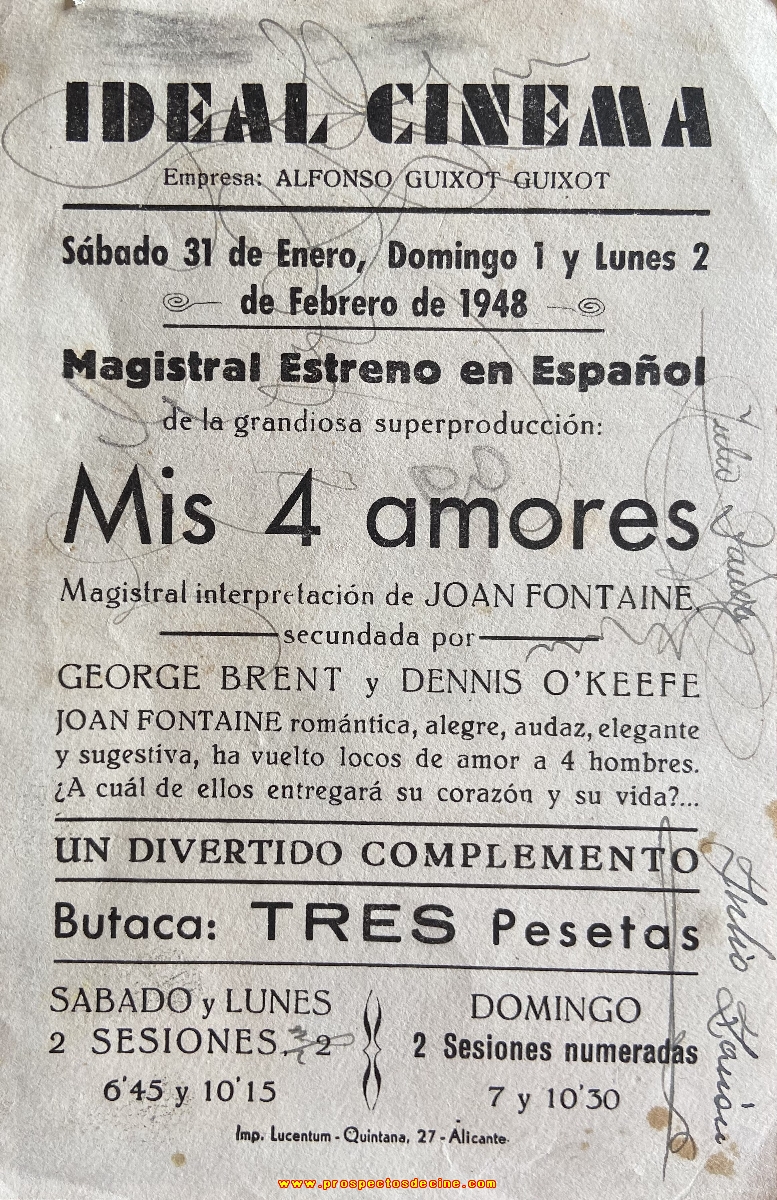 IDEAL CINEMA
Empresa: ALFONSO GUIXOT GUIXOT
Sábado 31 de Enero, Domingo 1 y Lunes 2
de Febrero de 1948
Magistral Estreno en Español
de la grandiosa superproducción:
Mis 4 amores
Magistral interpretación de JOAN FONTAINE,
secundada por
GEORGE BRENT y DENNIS O'KEEFE
JOAN FONTAINE romántica, alegre, audaz, elegante
y sugestiva, ha vuelto locos de amor a 4 hombres.
¿A cuál de ellos entregará su corazón y su vida?...
UN DIVERTIDO COMPLEMENTO
Butaca: TRES Pesetas
SABADO y LUNES
2 SESIONES, 2
6'45 y 10'15
DOMINGO
2 Sesiones numeradas
7 y 10'30
Imp. Lucentum - Quintana, 27 - Alicante
Julio
www.prospectosdecine.com